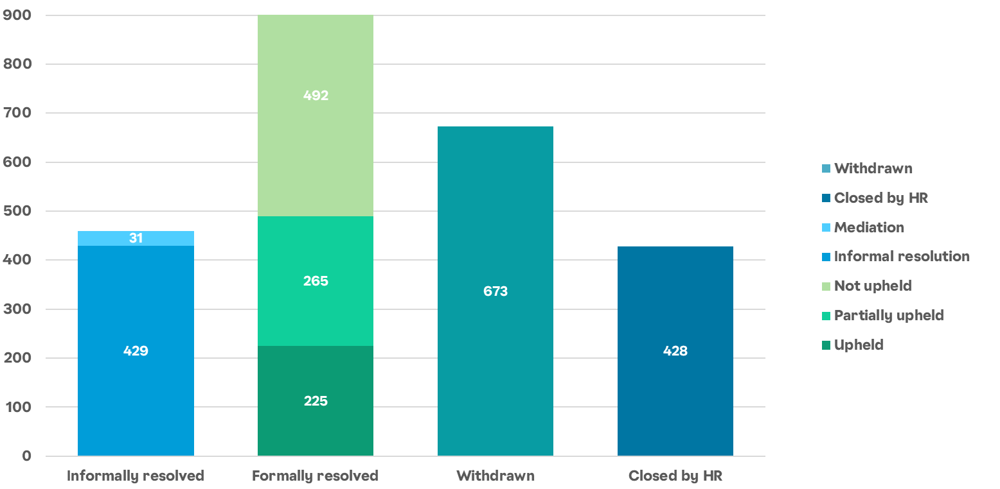 900
800
700
600
500
400
300
200
100
0
31
429
492
265
225
673
428
Informally resolved
Formally resolved
Withdrawn
Closed by HR
Withdrawn
Closed by HR
Mediation
Informal resolution
Not upheld
Partially upheld
Upheld